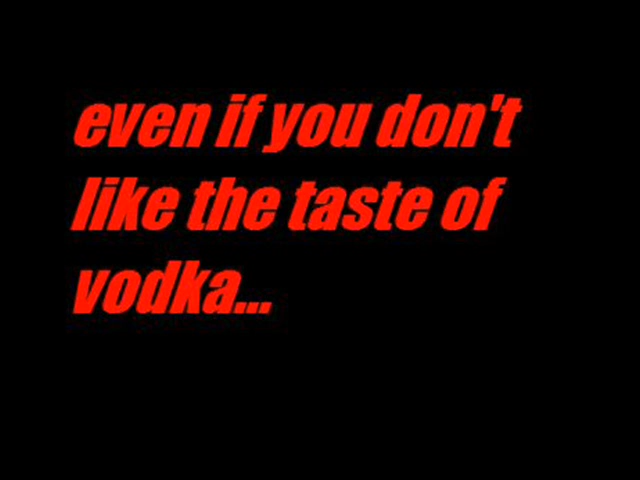 even if you don't
like the taste of
vodka...